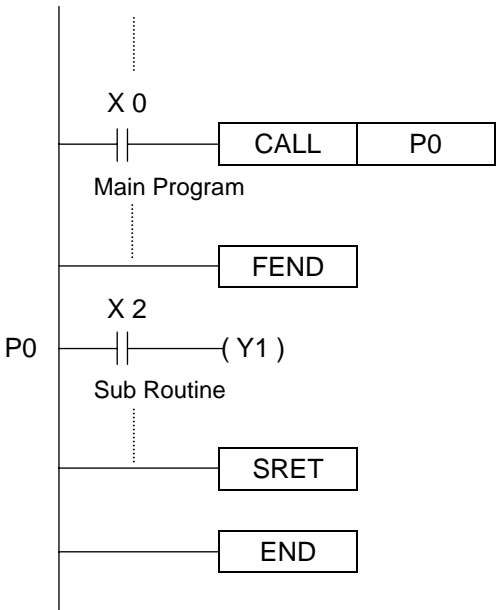 X 0
CALL P0
Main Program
FEND
X 2
P0 ( Y1 )
Sub Routine
SRET
END